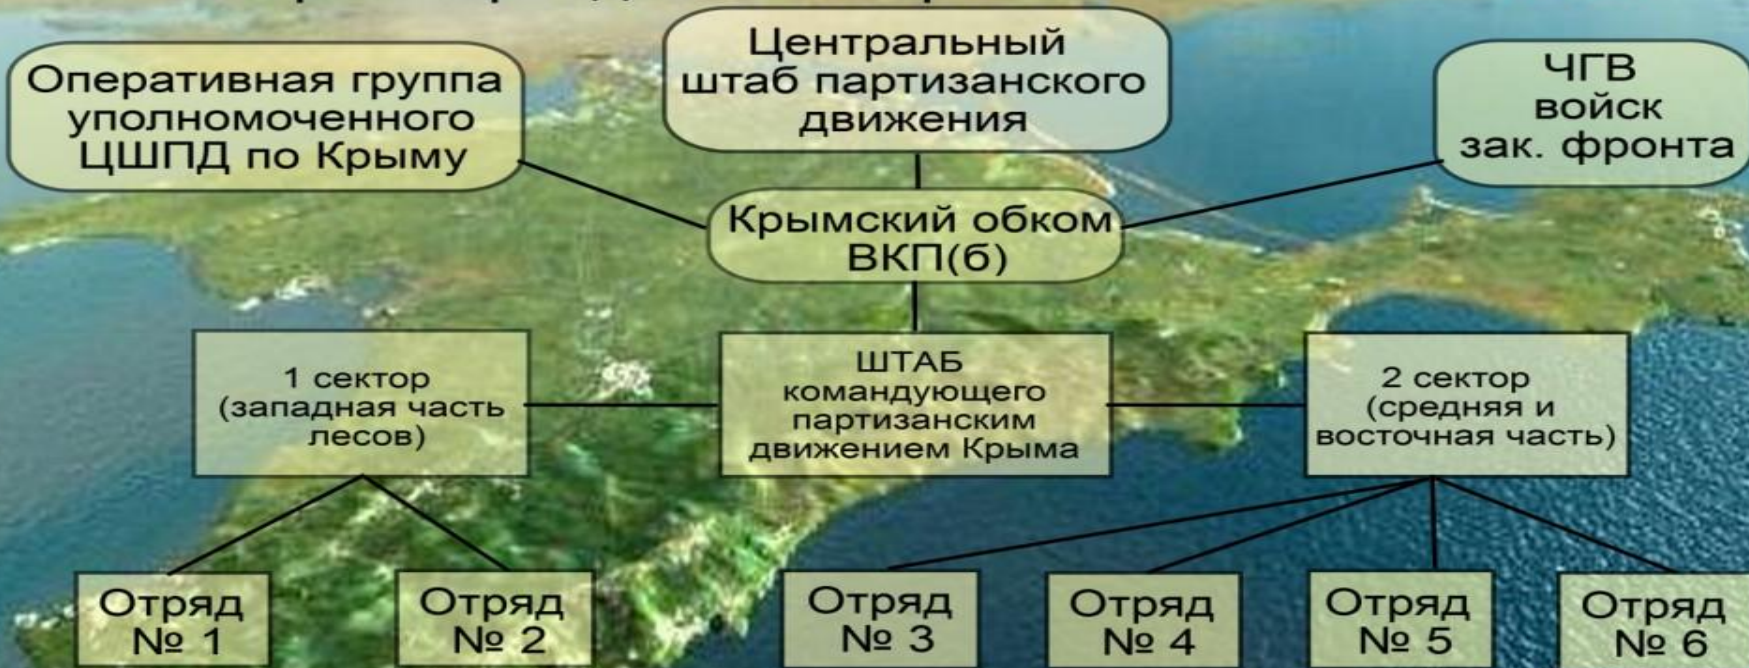 Центральный
штаб партизанского
движения
Оперативная группа
уполномоченного
ЦШПД по Крыму
ЧГВ
войск
зак. фронта
Крымский обком
ВКП(б)
1 сектор
(западная часть
лесов)
ШТАБ
командующего
партизанским
движением Крыма
2 сектор
(средняя и
восточная часть)
Отряд
№ 1
Отряд
№ 2
Отряд
№ 3
Отряд
№ 4
Отряд
№ 5
Отряд
№ 6